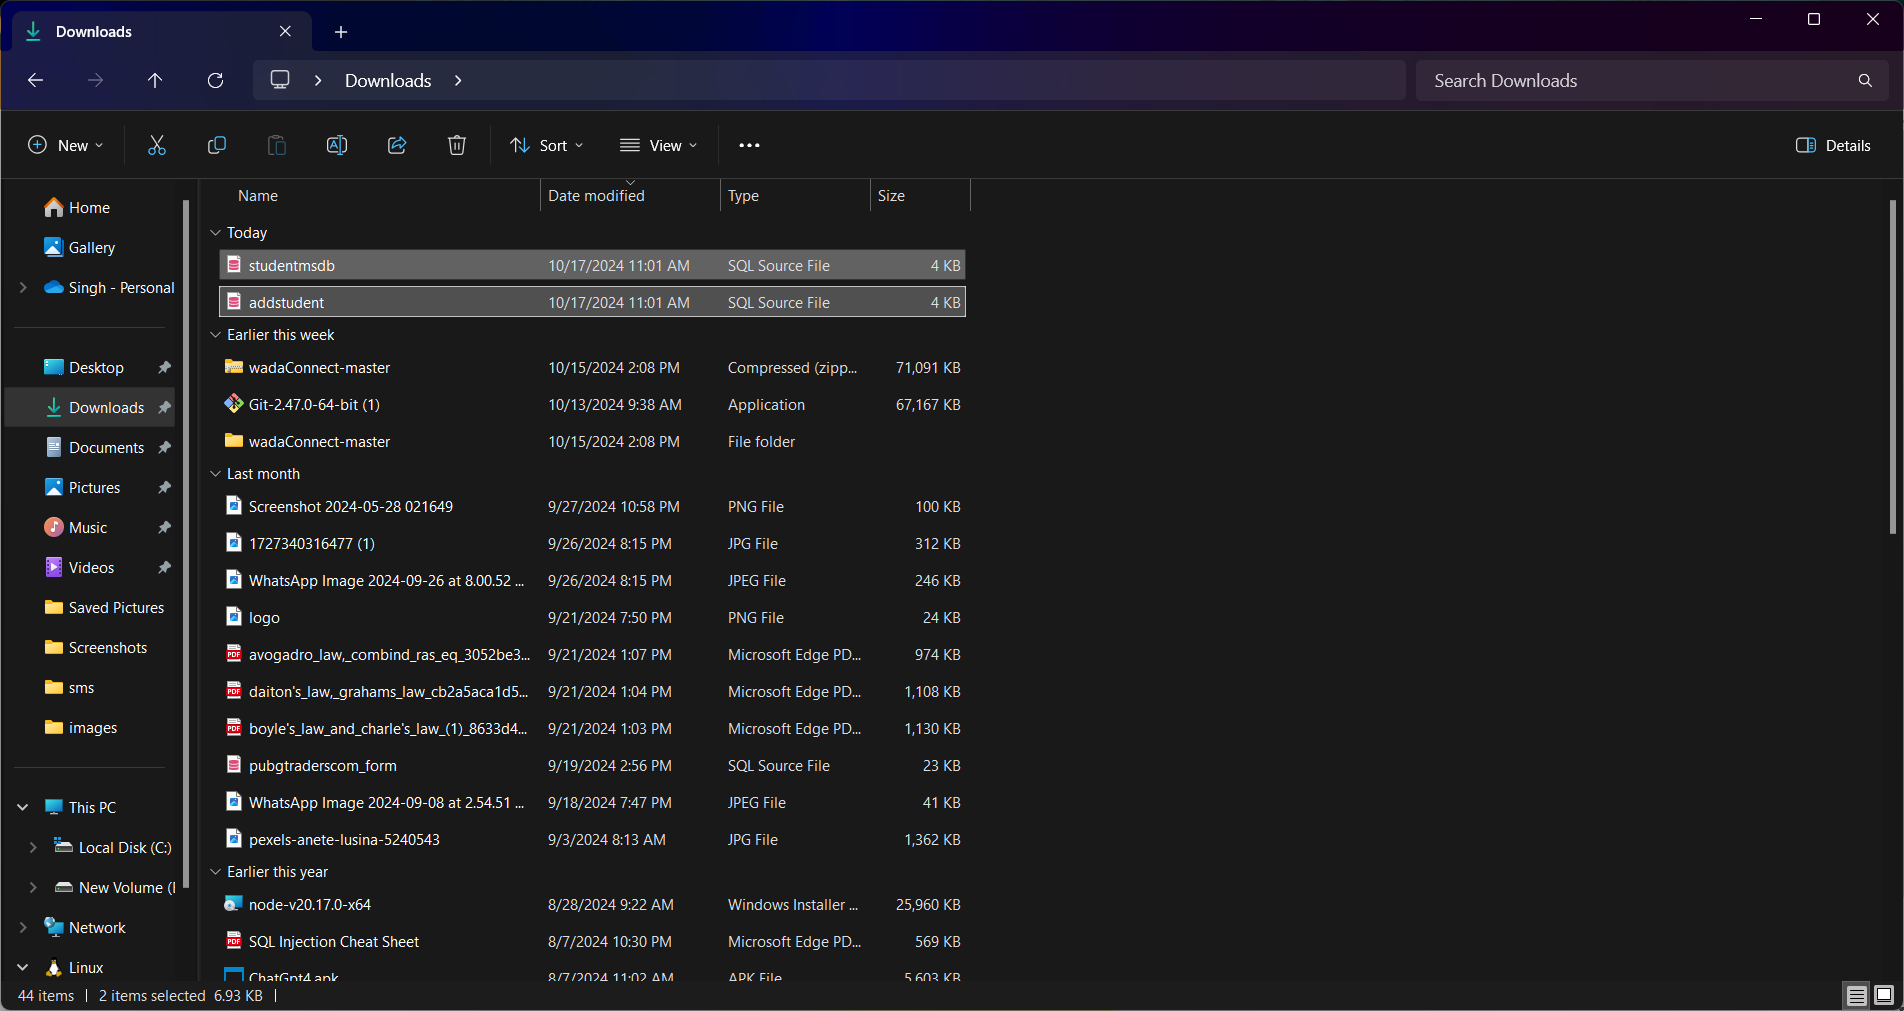 Downloads
Downloads
Search Downloads
New
Sort
View
Details
Name Date modified Type Size
Home
Gallery
Singh - Personal
Desktop
Downloads
Documents
Pictures
Music
Videos
Saved Pictures
Screenshots
sms
images
This PC
Local Disk (C:)
New Volume (
Network
Linux
Today
studentmsdb 10/17/2024 11:01 AM SQL Source File 4 KB
addstudent 10/17/2024 11:01 AM SQL Source File 4 KB
Earlier this week
wadaConnect-master 10/15/2024 2:08 PM Compressed (zipp... 71,091 KB
Git-2.47.0-64-bit (1) 10/13/2024 9:38 AM Application 67,167 KB
wadaConnect-master 10/15/2024 2:08 PM File folder
Last month
Screenshot 2024-05-28 021649 9/27/2024 10:58 PM PNG File 100 KB
1727340316477 (1) 9/26/2024 8:15 PM JPG File 312 KB
WhatsApp Image 2024-09-26 at 8.00.52 ... 9/26/2024 8:15 PM JPEG File 246 KB
logo 9/21/2024 7:50 PM PNG File 24 KB
avogadro_law,_combind_ras_eq_3052be3... 9/21/2024 1:07 PM Microsoft Edge PD... 974 KB
daiton's_law,_grahams_law_cb2a5aca1d5... 9/21/2024 1:04 PM Microsoft Edge PD... 1,108 KB
boyle's_law_and_charle's_law_(1)_8633d4... 9/21/2024 1:03 PM Microsoft Edge PD... 1,130 KB
pubgtraderscom_form 9/19/2024 2:56 PM SQL Source File 23 KB
WhatsApp Image 2024-09-08 at 2.54.51 ... 9/18/2024 7:47 PM JPEG File 41 KB
pexels-anete-lusina-5240543 9/3/2024 8:13 AM JPG File 1,362 KB
Earlier this year
node-v20.17.0-x64 8/28/2024 9:22 AM Windows Installer ... 25,960 KB
SQL Injection Cheat Sheet 8/7/2024 10:30 PM Microsoft Edge PD... 569 KB
ChatGpt4.apk 8/7/2024 11:02 AM APK File 5,603 KB
44 items 2 items selected 6.93 KB